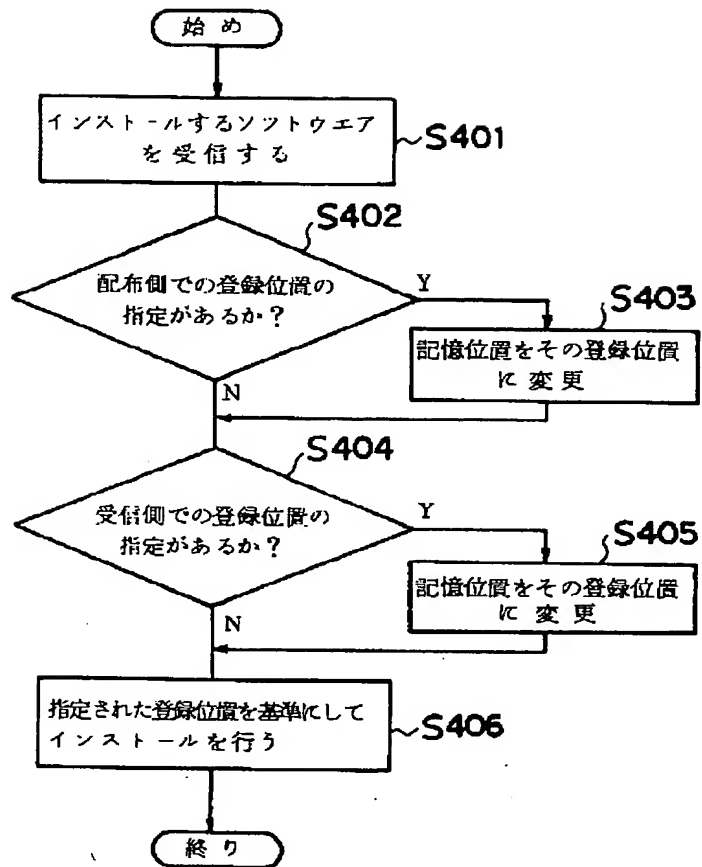 始め
インストールするソフトウエア
を受信する
S401
S402
配布側での登録位置の
指定があるか？
Y
S403
記憶位置をその登録位置
に変更
N
S404
受信側での登録位置の
指定があるか？
Y
S405
記憶位置をその登録位置
に変更
N
指定された登録位置を基準にして
インストールを行う
S406
終り